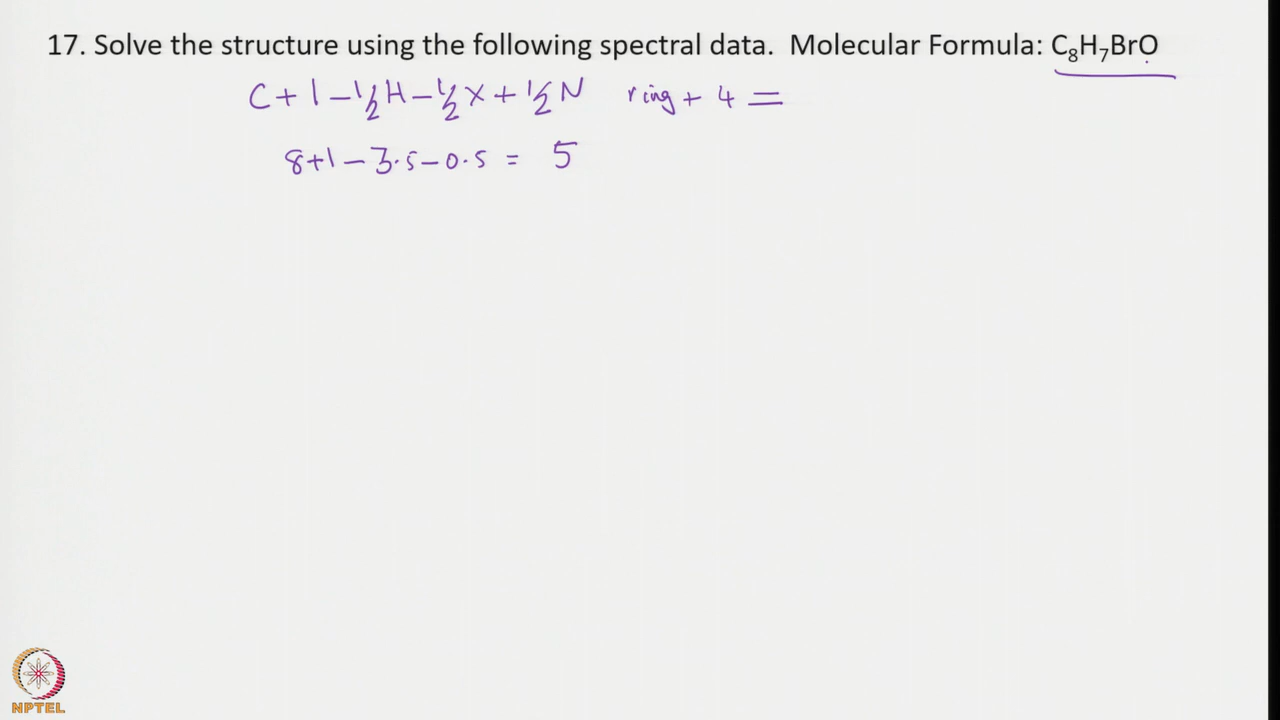 17. Solve the structure using the following spectral data. Molecular Formula: C₈H₇BrO
C + 1 - ½H - ½X + ½N ring + 4 =
8+1 - 3.5 - 0.5 = 5
NPTEL